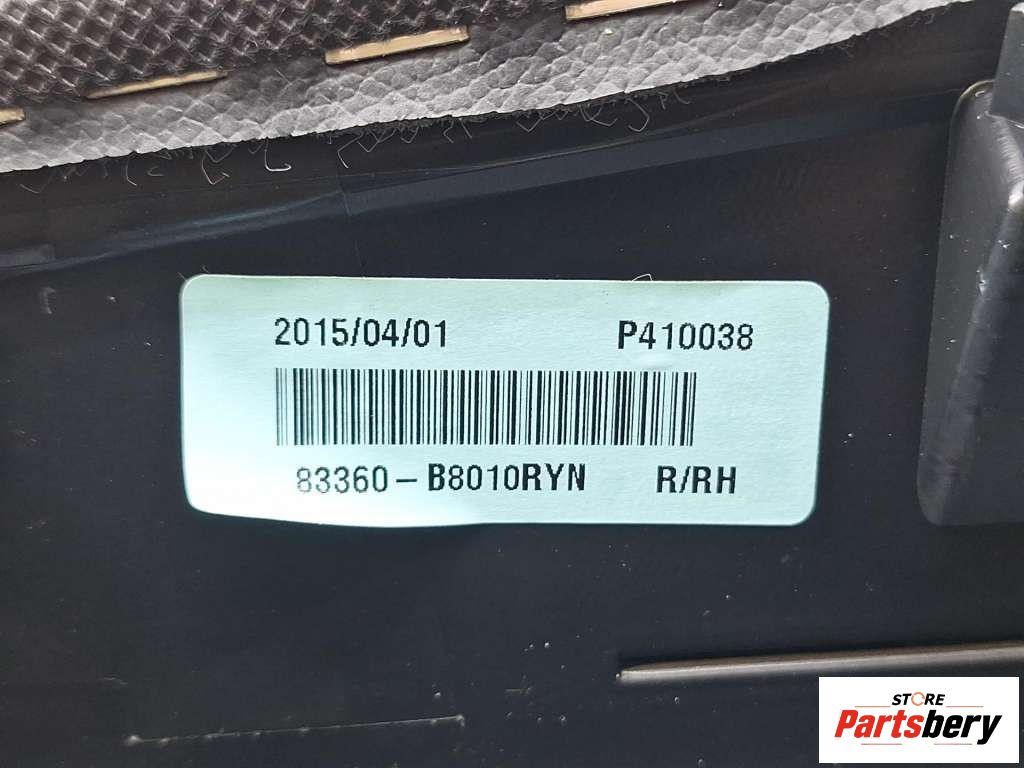 2015/04/01 P410038
83360-B8010RYN R/RH
STORE
Partsbery